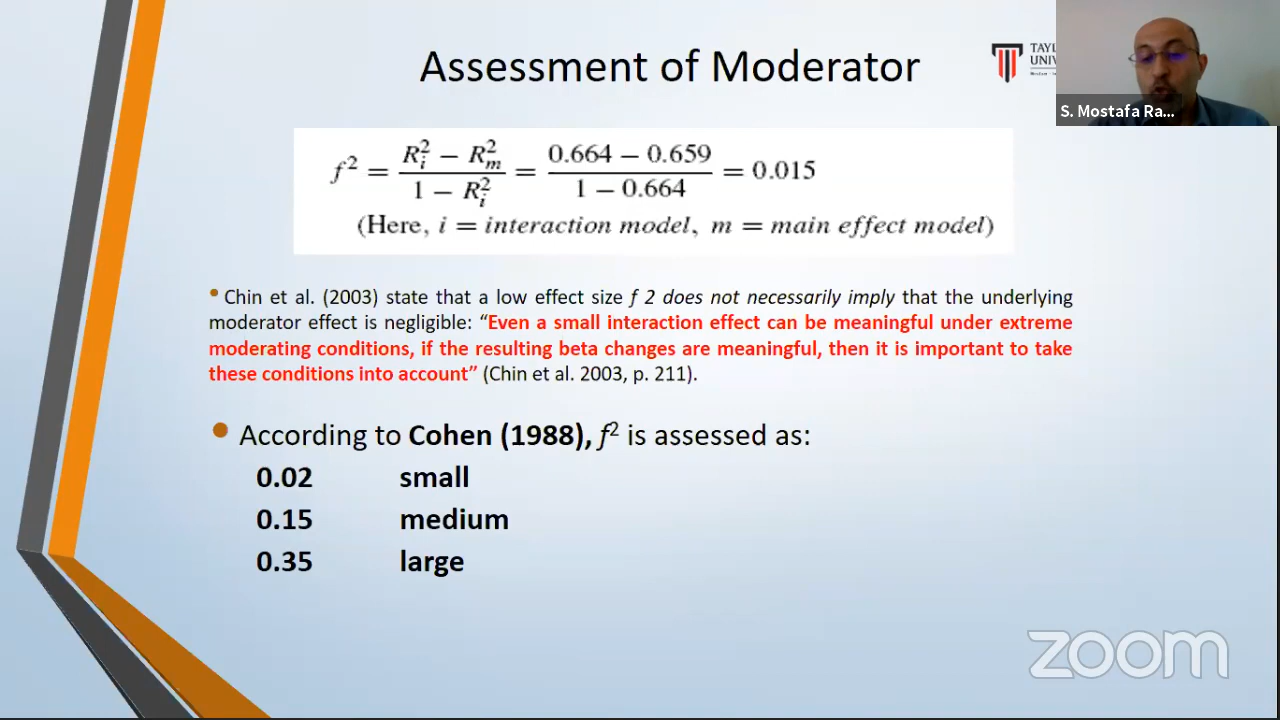 Assessment of Moderator
TAYL
UNIV
S. Mostafa Ra...
f² = (R²ᵢ − R²ₘ) / (1 − R²ᵢ) = (0.664 − 0.659) / (1 − 0.664) = 0.015
(Here, i = interaction model, m = main effect model)
• Chin et al. (2003) state that a low effect size f 2 does not necessarily imply that the underlying
moderator effect is negligible: “Even a small interaction effect can be meaningful under extreme
moderating conditions, if the resulting beta changes are meaningful, then it is important to take
these conditions into account” (Chin et al. 2003, p. 211).
• According to Cohen (1988), f² is assessed as:
0.02 small
0.15 medium
0.35 large
zoom